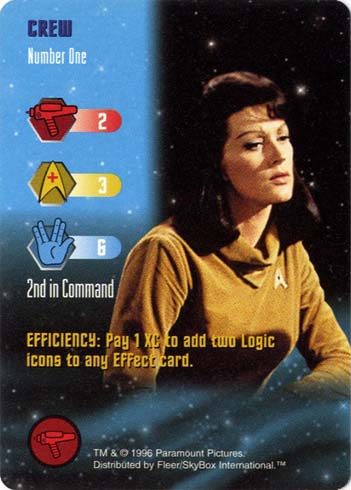 CREW
Number One
2
3
6
2nd in Command
EFFICIENCY: Pay 1 XC to add two Logic
icons to any Effect card.
TM & © 1996 Paramount Pictures.
Distributed by Fleer/SkyBox International.™